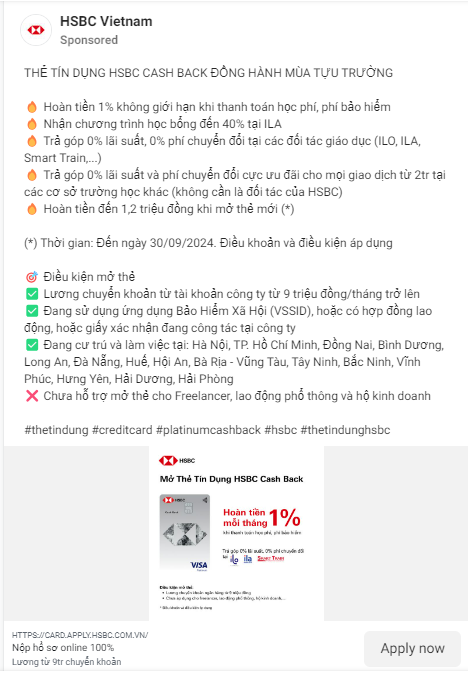 HSBC Vietnam
Sponsored
THẺ TÍN DỤNG HSBC CASH BACK ĐỒNG HÀNH MÙA TỰU TRƯỜNG
🔥 Hoàn tiền 1% không giới hạn khi thanh toán học phí, phí bảo hiểm
🔥 Nhận chương trình học bổng đến 40% tại ILA
🔥 Trả góp 0% lãi suất, 0% phí chuyển đổi tại các đối tác giáo dục (ILO, ILA,
Smart Train,...)
🔥 Trả góp 0% lãi suất và phí chuyển đổi cực ưu đãi cho mọi giao dịch từ 2tr tại
các cơ sở trường học khác (không cần là đối tác của HSBC)
🔥 Hoàn tiền đến 1,2 triệu đồng khi mở thẻ mới (*)
(*) Thời gian: Đến ngày 30/09/2024. Điều khoản và điều kiện áp dụng
🎯 Điều kiện mở thẻ
✅ Lương chuyển khoản từ tài khoản công ty từ 9 triệu đồng/tháng trở lên
✅ Đang sử dụng ứng dụng Bảo Hiểm Xã Hội (VSSID), hoặc có hợp đồng lao
động, hoặc giấy xác nhận đang công tác tại công ty
✅ Đang cư trú và làm việc tại: Hà Nội, TP. Hồ Chí Minh, Đồng Nai, Bình Dương,
Long An, Đà Nẵng, Huế, Hội An, Bà Rịa - Vũng Tàu, Tây Ninh, Bắc Ninh, Vĩnh
Phúc, Hưng Yên, Hải Dương, Hải Phòng
❌ Chưa hỗ trợ mở thẻ cho Freelancer, lao động phổ thông và hộ kinh doanh
#thetindung #creditcard #platinumcashback #hsbc #thetindunghsbc
HSBC
Mở Thẻ Tín Dụng HSBC Cash Back
HSBC
VISA
Hoàn tiền
mỗi tháng 1%
khi thanh toán học phí, phí bảo hiểm
Trả góp 0% lãi suất, 0% phí chuyển đổi
tại ilo ila SMART TRAIN
Điều kiện mở thẻ:
HTTPS://CARD.APPLY.HSBC.COM.VN/
Nộp hồ sơ online 100%
Lương từ 9tr chuyển khoản
Apply now